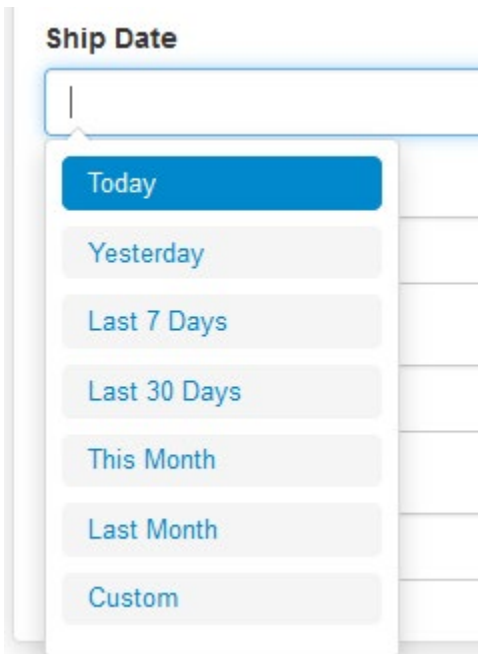 Ship Date
Today
Yesterday
Last 7 Days
Last 30 Days
This Month
Last Month
Custom